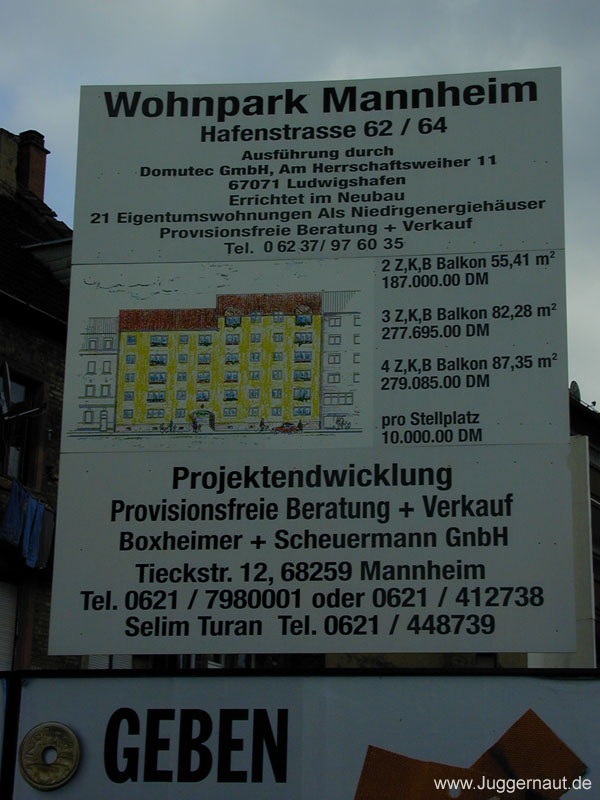 Wohnpark Mannheim
Hafenstrasse 62 / 64
Ausführung durch
Domutec GmbH, Am Herrschaftsweiher 11
67071 Ludwigshafen
Errichtet im Neubau
21 Eigentumswohnungen Als Niedrigenergiehäuser
Provisionsfreie Beratung + Verkauf
Tel. 0 62 37/ 97 60 35
2 Z,K,B Balkon 55,41 m²
187.000.00 DM
3 Z,K,B Balkon 82,28 m²
277.695.00 DM
4 Z,K,B Balkon 87,35 m²
279.085.00 DM
pro Stellplatz
10.000.00 DM
Projektendwicklung
Provisionsfreie Beratung + Verkauf
Boxheimer + Scheuermann GnbH
Tieckstr. 12, 68259 Mannheim
Tel. 0621 / 7980001 oder 0621 / 412738
Selim Turan Tel. 0621 / 448739
GEBEN
www.Juggernaut.de